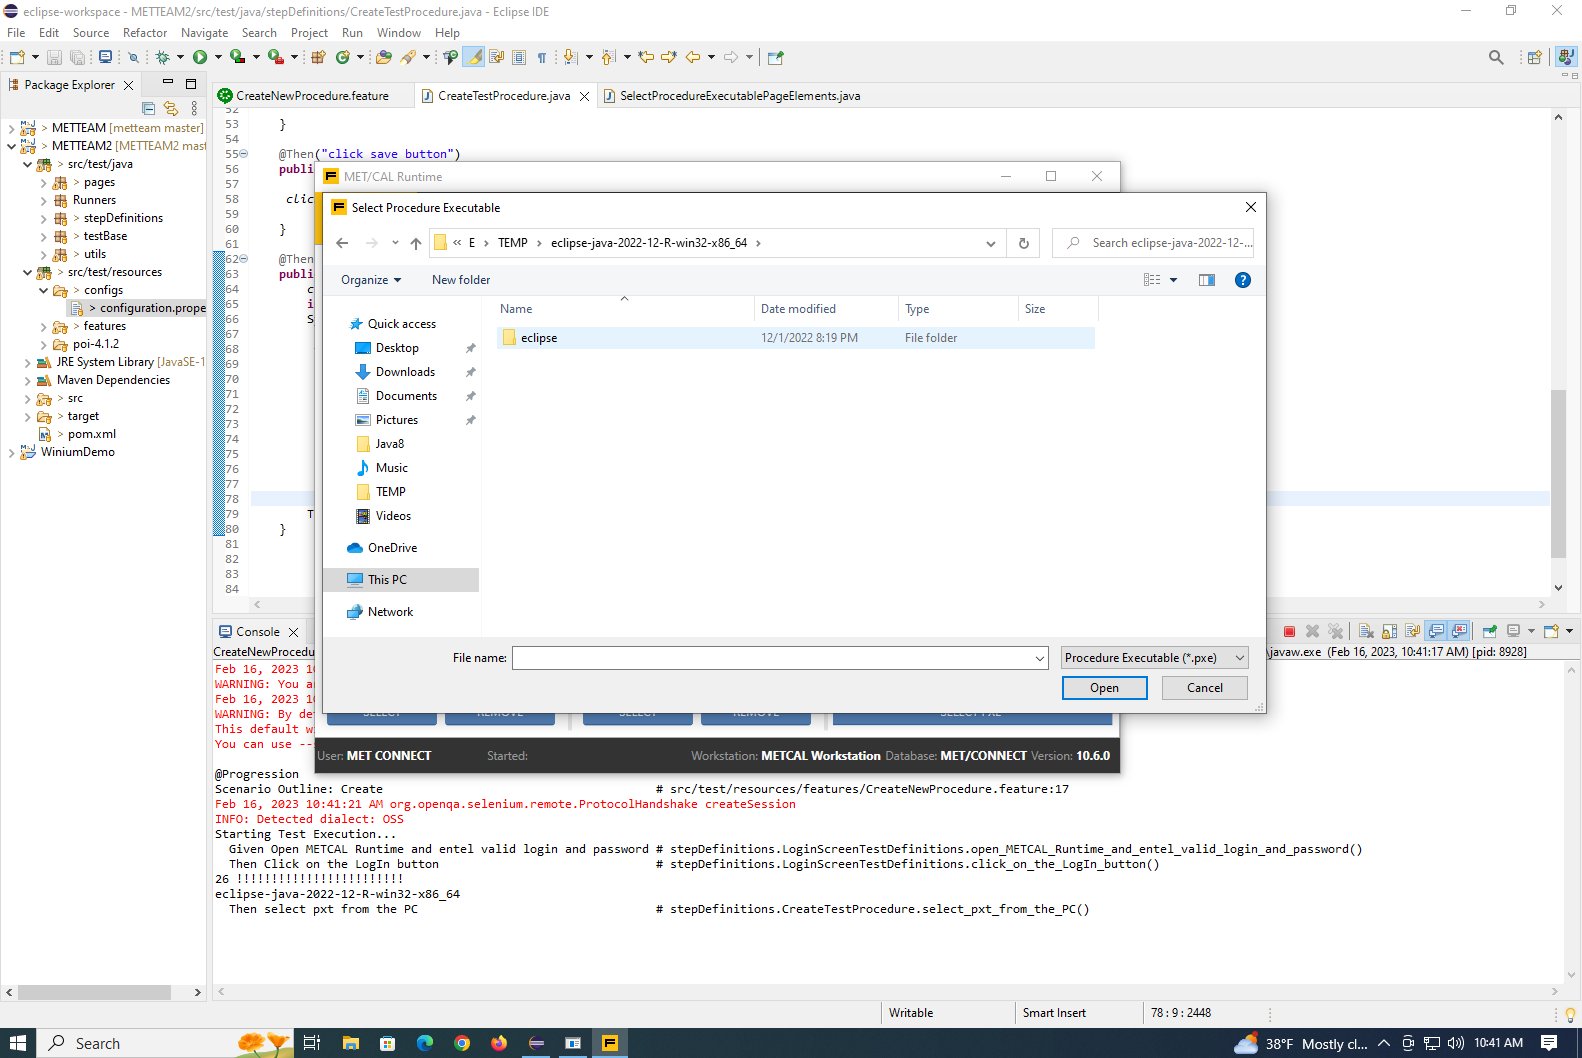 eclipse-workspace - METTEAM2/src/test/java/stepDefinitions/CreateTestProcedure.java - Eclipse IDE
File Edit Source Refactor Navigate Search Project Run Window Help
Package Explorer
CreateNewProcedure.feature
CreateTestProcedure.java
SelectProcedureExecutablePageElements.java
> METTEAM [metteam master]
> METTEAM2 [METTEAM2 mast
> src/test/java
> pages
Runners
> stepDefinitions
> testBase
> utils
> src/test/resources
> configs
> configuration.prope
> features
poi-4.1.2
JRE System Library [JavaSE-1
Maven Dependencies
> src
> target
> pom.xml
WiniumDemo
52
53 }
54
55 @Then("click save button")
56 publi
57
58 clic
59
60 }
61
62 @Then
63 publi
64 c
65 i
66 S
67
68
69
70
71
72
73
74
75
76
77
78
79 T
80 }
81
82
83
84
MET/CAL Runtime
Select Procedure Executable
« E > TEMP > eclipse-java-2022-12-R-win32-x86_64 >
Search eclipse-java-2022-12-...
Organize New folder
Name Date modified Type Size
eclipse 12/1/2022 8:19 PM File folder
Quick access
Desktop
Downloads
Documents
Pictures
Java8
Music
TEMP
Videos
OneDrive
This PC
Network
File name:
Procedure Executable (*.pxe)
Open Cancel
SELECT REMOVE SELECT REMOVE SELECT PXE
User: MET CONNECT Started: Workstation: METCAL Workstation Database: MET/CONNECT Version: 10.6.0
Console
CreateNewProcedu
\javaw.exe (Feb 16, 2023, 10:41:17 AM) [pid: 8928]
Feb 16, 2023 10
WARNING: You ar
Feb 16, 2023 10
WARNING: By def
This default wi
You can use --
@Progression
Scenario Outline: Create # src/test/resources/features/CreateNewProcedure.feature:17
Feb 16, 2023 10:41:21 AM org.openqa.selenium.remote.ProtocolHandshake createSession
INFO: Detected dialect: OSS
Starting Test Execution...
Given Open METCAL Runtime and entel valid login and password # stepDefinitions.LoginScreenTestDefinitions.open_METCAL_Runtime_and_entel_valid_login_and_password()
Then Click on the LogIn button # stepDefinitions.LoginScreenTestDefinitions.click_on_the_LogIn_button()
26 !!!!!!!!!!!!!!!!!!!!!!!!
eclipse-java-2022-12-R-win32-x86_64
Then select pxt from the PC # stepDefinitions.CreateTestProcedure.select_pxt_from_the_PC()
Writable Smart Insert 78 : 9 : 2448
Search
38°F Mostly cl... 10:41 AM